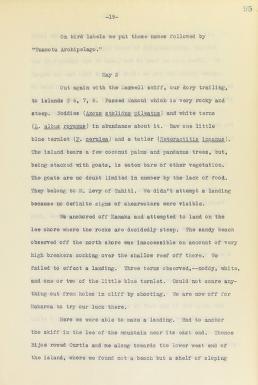 95
-19-
On bird labels we put these names followed by
"Tuamotu Archipelago."
May 2
Out again with the Maxwell skiff, our dory trailing,
to islands # 6, 7, 8. Passed Manohi which is very rocky and
steep. Noddies (Anous stolidus pileatus) and white terns
(G. albus royanus) in abundance about it. Saw one little
blue ternlet (P. cerulea) and a tatler (Heteractitis incanus).
The island bears a few coconut palms and pandanus trees, but,
being stocked with goats, is eaten bare of other vegetation.
The goats are no doubt limited in number by the lack of food.
They belong to M. Levy of Tahiti. We didn't attempt a landing
because no definite signs of shearwaters were visible.
We anchored off Kamaka and attempted to land on the
lee shore where the rocks are decidedly steep. The sandy beach
observed off the north shore was inaccessible on account of very
high breakers combing over the shallow reef off there. We
failed to effect a landing. Three terns observed,--noddy, white,
and one or two of the little blue ternlet. Could not scare any-
thing out from holes in cliff by shooting. We are now off for
Makaroa to try our luck there.
Here we were able to make a landing. Had to anchor
the skiff in the lee of the mountain near its east end. Thence
rowed Curtis and me along towards the lower west end of
the island, where we found not a beach but a shelf of sloping